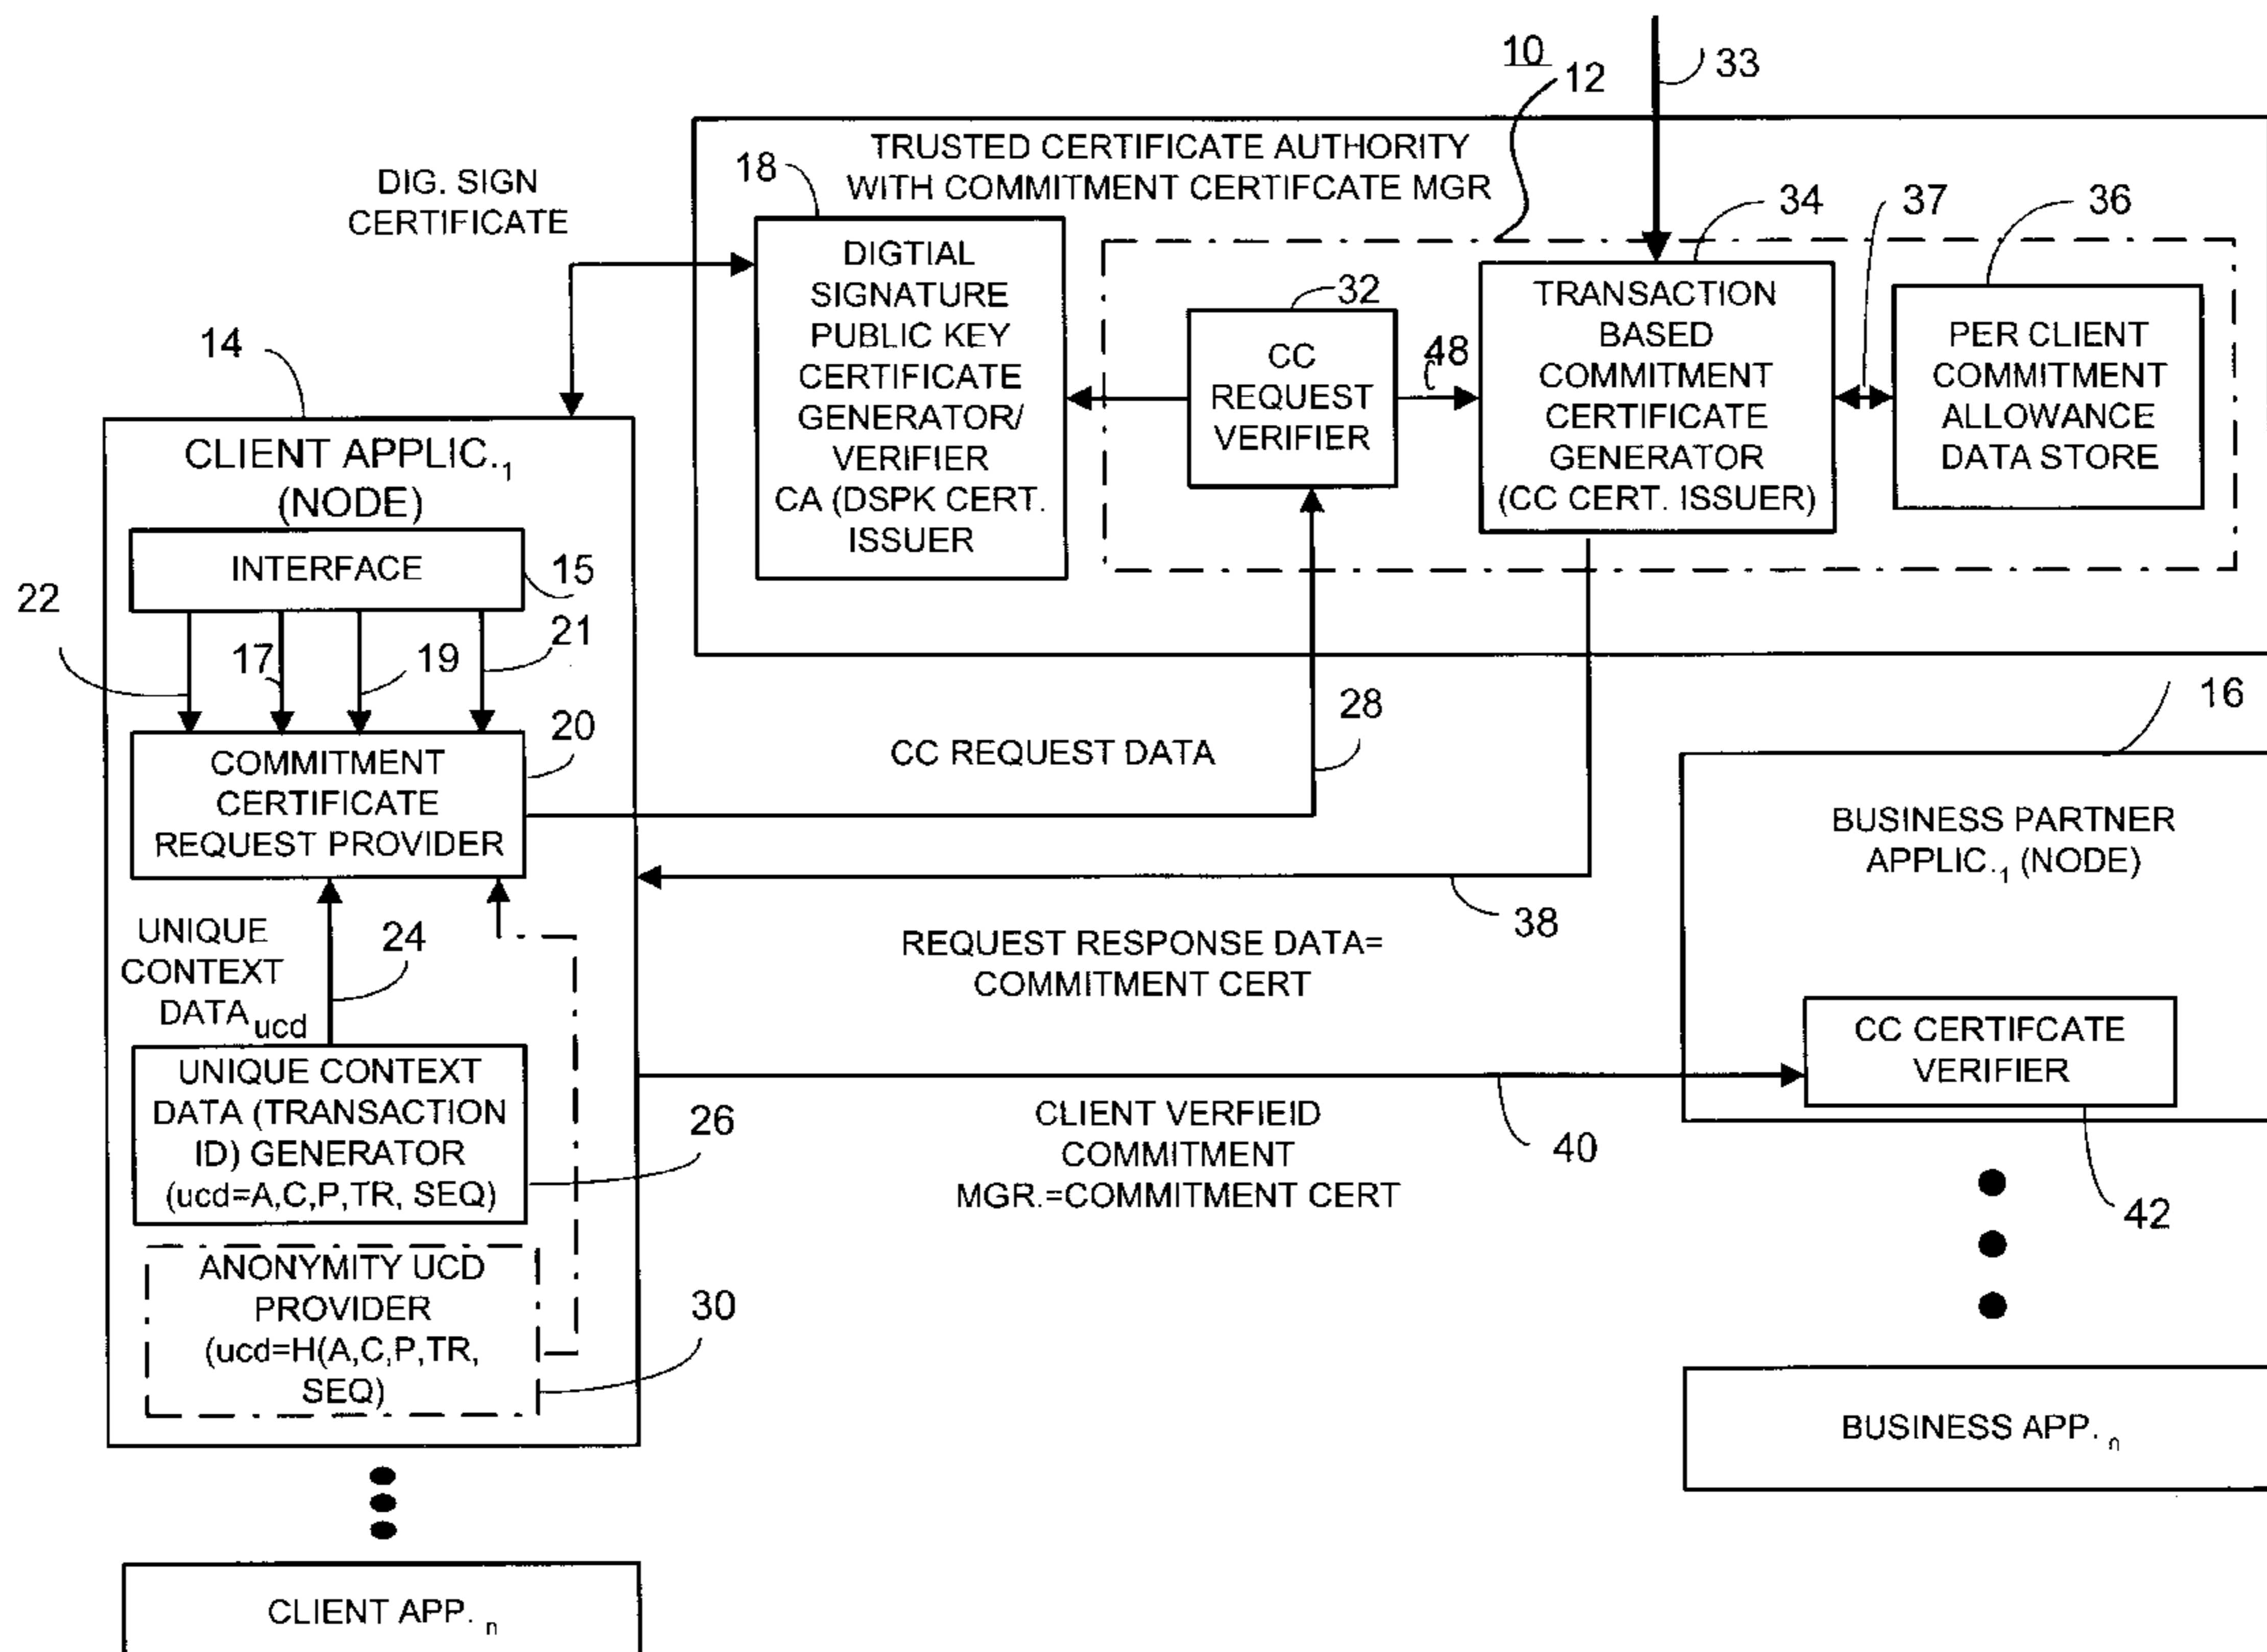 10
12
33
TRUSTED CERTIFICATE AUTHORITY
WITH COMMITMENT CERTIFCATE MGR
DIG. SIGN
CERTIFICATE
18
DIGTIAL
SIGNATURE
PUBLIC KEY
CERTIFICATE
GENERATOR/
VERIFIER
CA (DSPK CERT.
ISSUER
32
CC
REQUEST
VERIFIER
48
34
TRANSACTION
BASED
COMMITMENT
CERTIFICATE
GENERATOR
(CC CERT. ISSUER)
37
36
PER CLIENT
COMMITMENT
ALLOWANCE
DATA STORE
14
CLIENT APPLIC.1
(NODE)
INTERFACE
15
22
17
19
21
20
COMMITMENT
CERTIFICATE
REQUEST PROVIDER
CC REQUEST DATA
28
38
REQUEST RESPONSE DATA=
COMMITMENT CERT
UNIQUE
CONTEXT
DATAucd
24
UNIQUE CONTEXT
DATA (TRANSACTION
ID) GENERATOR
(ucd=A,C,P,TR, SEQ)
26
ANONYMITY UCD
PROVIDER
(ucd=H(A,C,P,TR,
SEQ)
30
CLIENT VERFIEID
COMMITMENT
MGR.=COMMITMENT CERT
40
16
BUSINESS PARTNER
APPLIC.1 (NODE)
CC CERTIFCATE
VERIFIER
42
BUSINESS APP. n
CLIENT APP. n